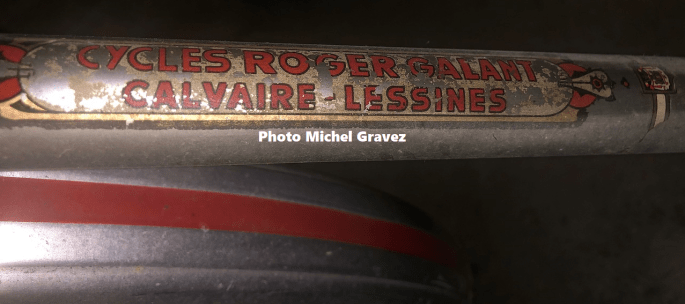 CYCLES ROGER GALANT
CALVAIRE LESSINES
Photo Michel Gravez